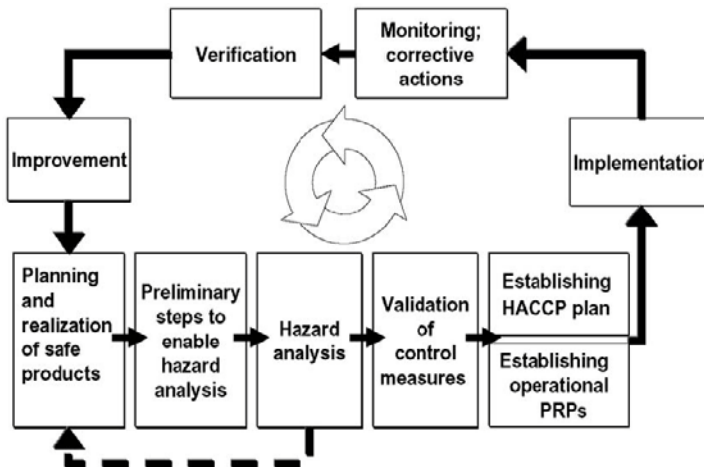 Verification
Monitoring;
corrective
actions
Improvement
Implementation
Planning
and
realization
of safe
products
Preliminary
steps to
enable
hazard
analysis
Hazard
analysis
Validation
of
control
measures
Establishing
HACCP plan
Establishing
operational
PRPs